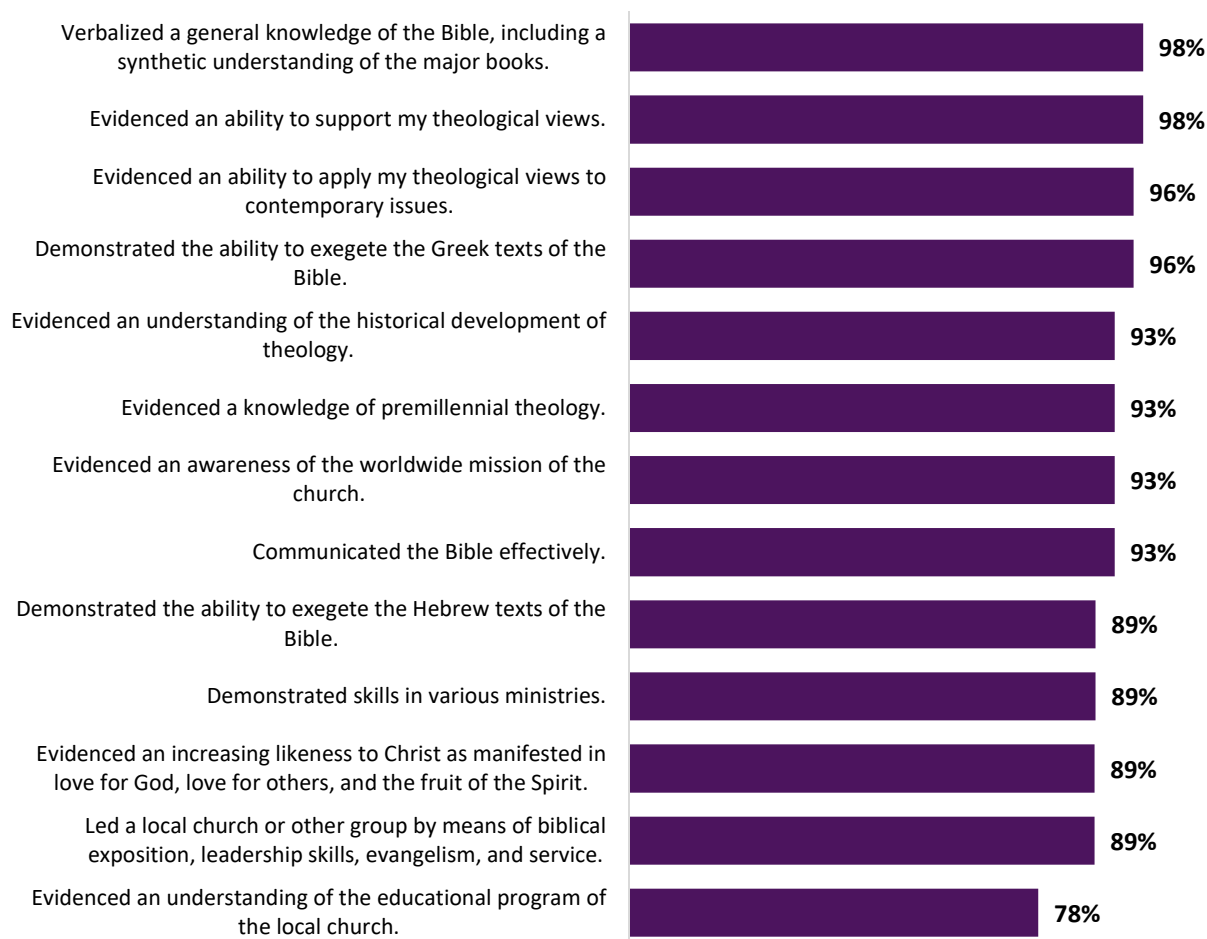 Verbalized a general knowledge of the Bible, including a
synthetic understanding of the major books.
98%
Evidenced an ability to support my theological views.
98%
Evidenced an ability to apply my theological views to
contemporary issues.
96%
Demonstrated the ability to exegete the Greek texts of the
Bible.
96%
Evidenced an understanding of the historical development of
theology.
93%
Evidenced a knowledge of premillennial theology.
93%
Evidenced an awareness of the worldwide mission of the
church.
93%
Communicated the Bible effectively.
93%
Demonstrated the ability to exegete the Hebrew texts of the
Bible.
89%
Demonstrated skills in various ministries.
89%
Evidenced an increasing likeness to Christ as manifested in
love for God, love for others, and the fruit of the Spirit.
89%
Led a local church or other group by means of biblical
exposition, leadership skills, evangelism, and service.
89%
Evidenced an understanding of the educational program of
the local church.
78%